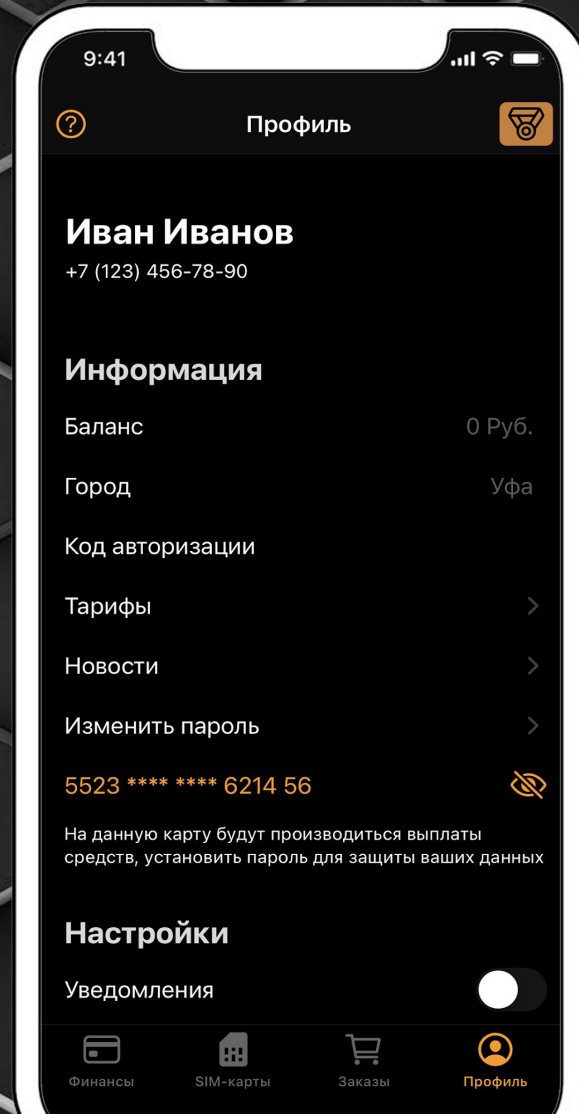 9:41
Профиль
Иван Иванов
+7 (123) 456-78-90
Информация
Баланс 0 Руб.
Город Уфа
Код авторизации
Тарифы
Новости
Изменить пароль
5523 **** **** 6214 56
На данную карту будут производиться выплаты
средств, установить пароль для защиты ваших данных
Настройки
Уведомления
Финансы SIM-карты Заказы Профиль